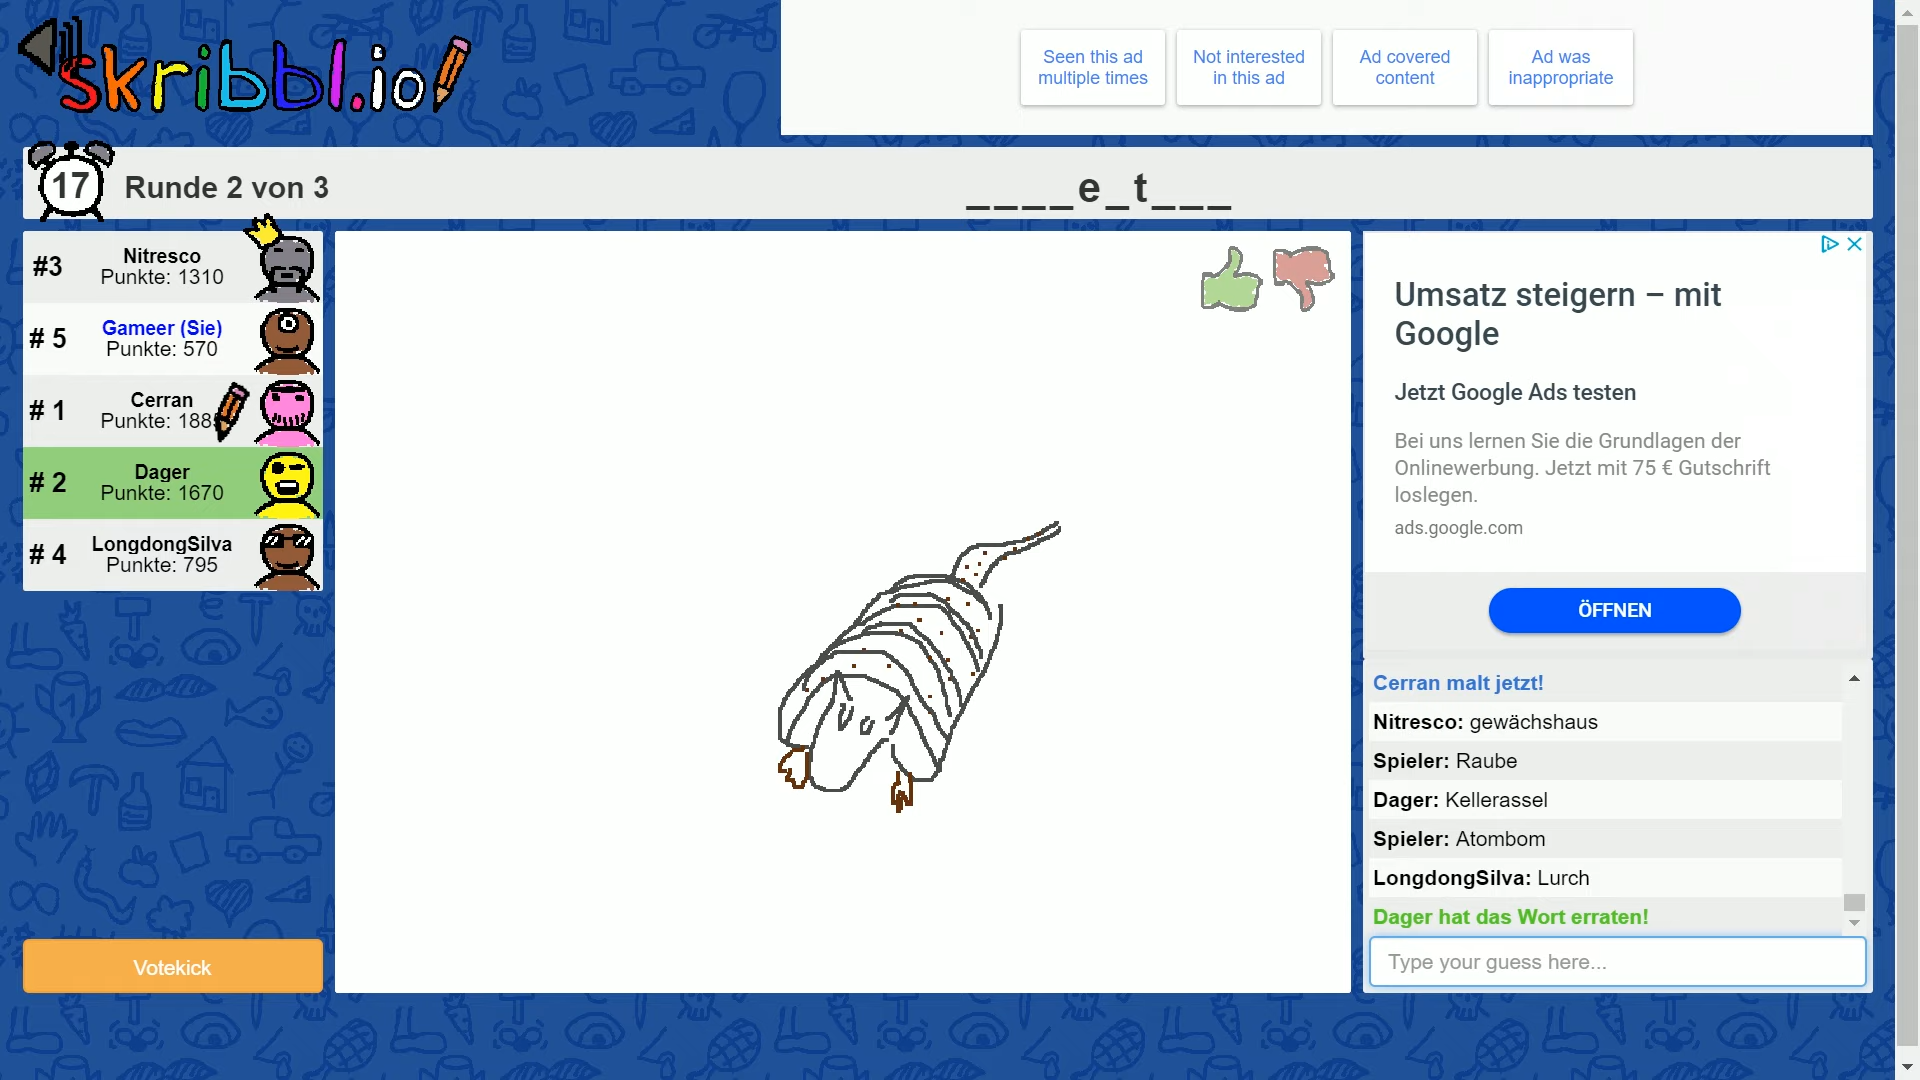 skribbl.io
Seen this ad
multiple times
Not interested
in this ad
Ad covered
content
Ad was
inappropriate
17
Runde 2 von 3
____e_t___
#3
Nitresco
Punkte: 1310
# 5
Gameer (Sie)
Punkte: 570
# 1
Cerran
Punkte: 188
# 2
Dager
Punkte: 1670
# 4
LongdongSilva
Punkte: 795
Votekick
Umsatz steigern – mit
Google
Jetzt Google Ads testen
Bei uns lernen Sie die Grundlagen der
Onlinewerbung. Jetzt mit 75 € Gutschrift
loslegen.
ads.google.com
ÖFFNEN
Cerran malt jetzt!
Nitresco: gewächshaus
Spieler: Raube
Dager: Kellerassel
Spieler: Atombom
LongdongSilva: Lurch
Dager hat das Wort erraten!
Type your guess here...